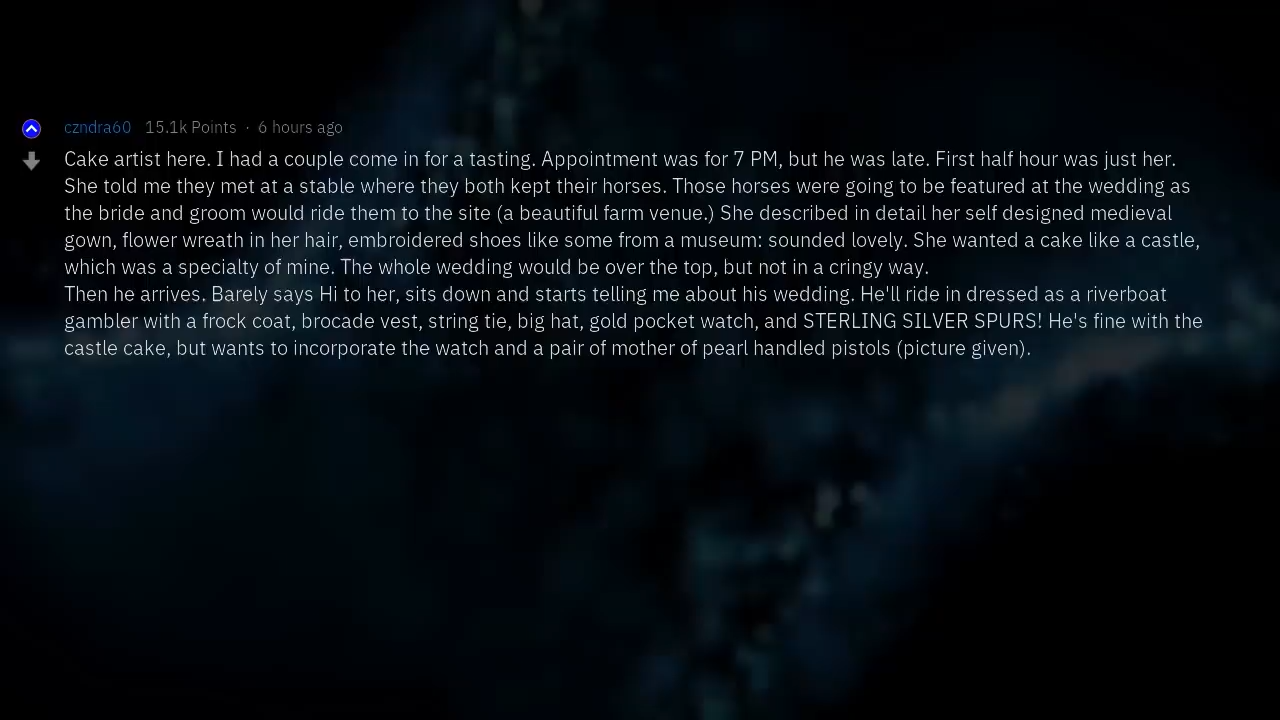 czndra60 15.1k Points · 6 hours ago
Cake artist here. I had a couple come in for a tasting. Appointment was for 7 PM, but he was late. First half hour was just her.
She told me they met at a stable where they both kept their horses. Those horses were going to be featured at the wedding as
the bride and groom would ride them to the site (a beautiful farm venue.) She described in detail her self designed medieval
gown, flower wreath in her hair, embroidered shoes like some from a museum: sounded lovely. She wanted a cake like a castle,
which was a specialty of mine. The whole wedding would be over the top, but not in a cringy way.
Then he arrives. Barely says Hi to her, sits down and starts telling me about his wedding. He'll ride in dressed as a riverboat
gambler with a frock coat, brocade vest, string tie, big hat, gold pocket watch, and STERLING SILVER SPURS! He's fine with the
castle cake, but wants to incorporate the watch and a pair of mother of pearl handled pistols (picture given).